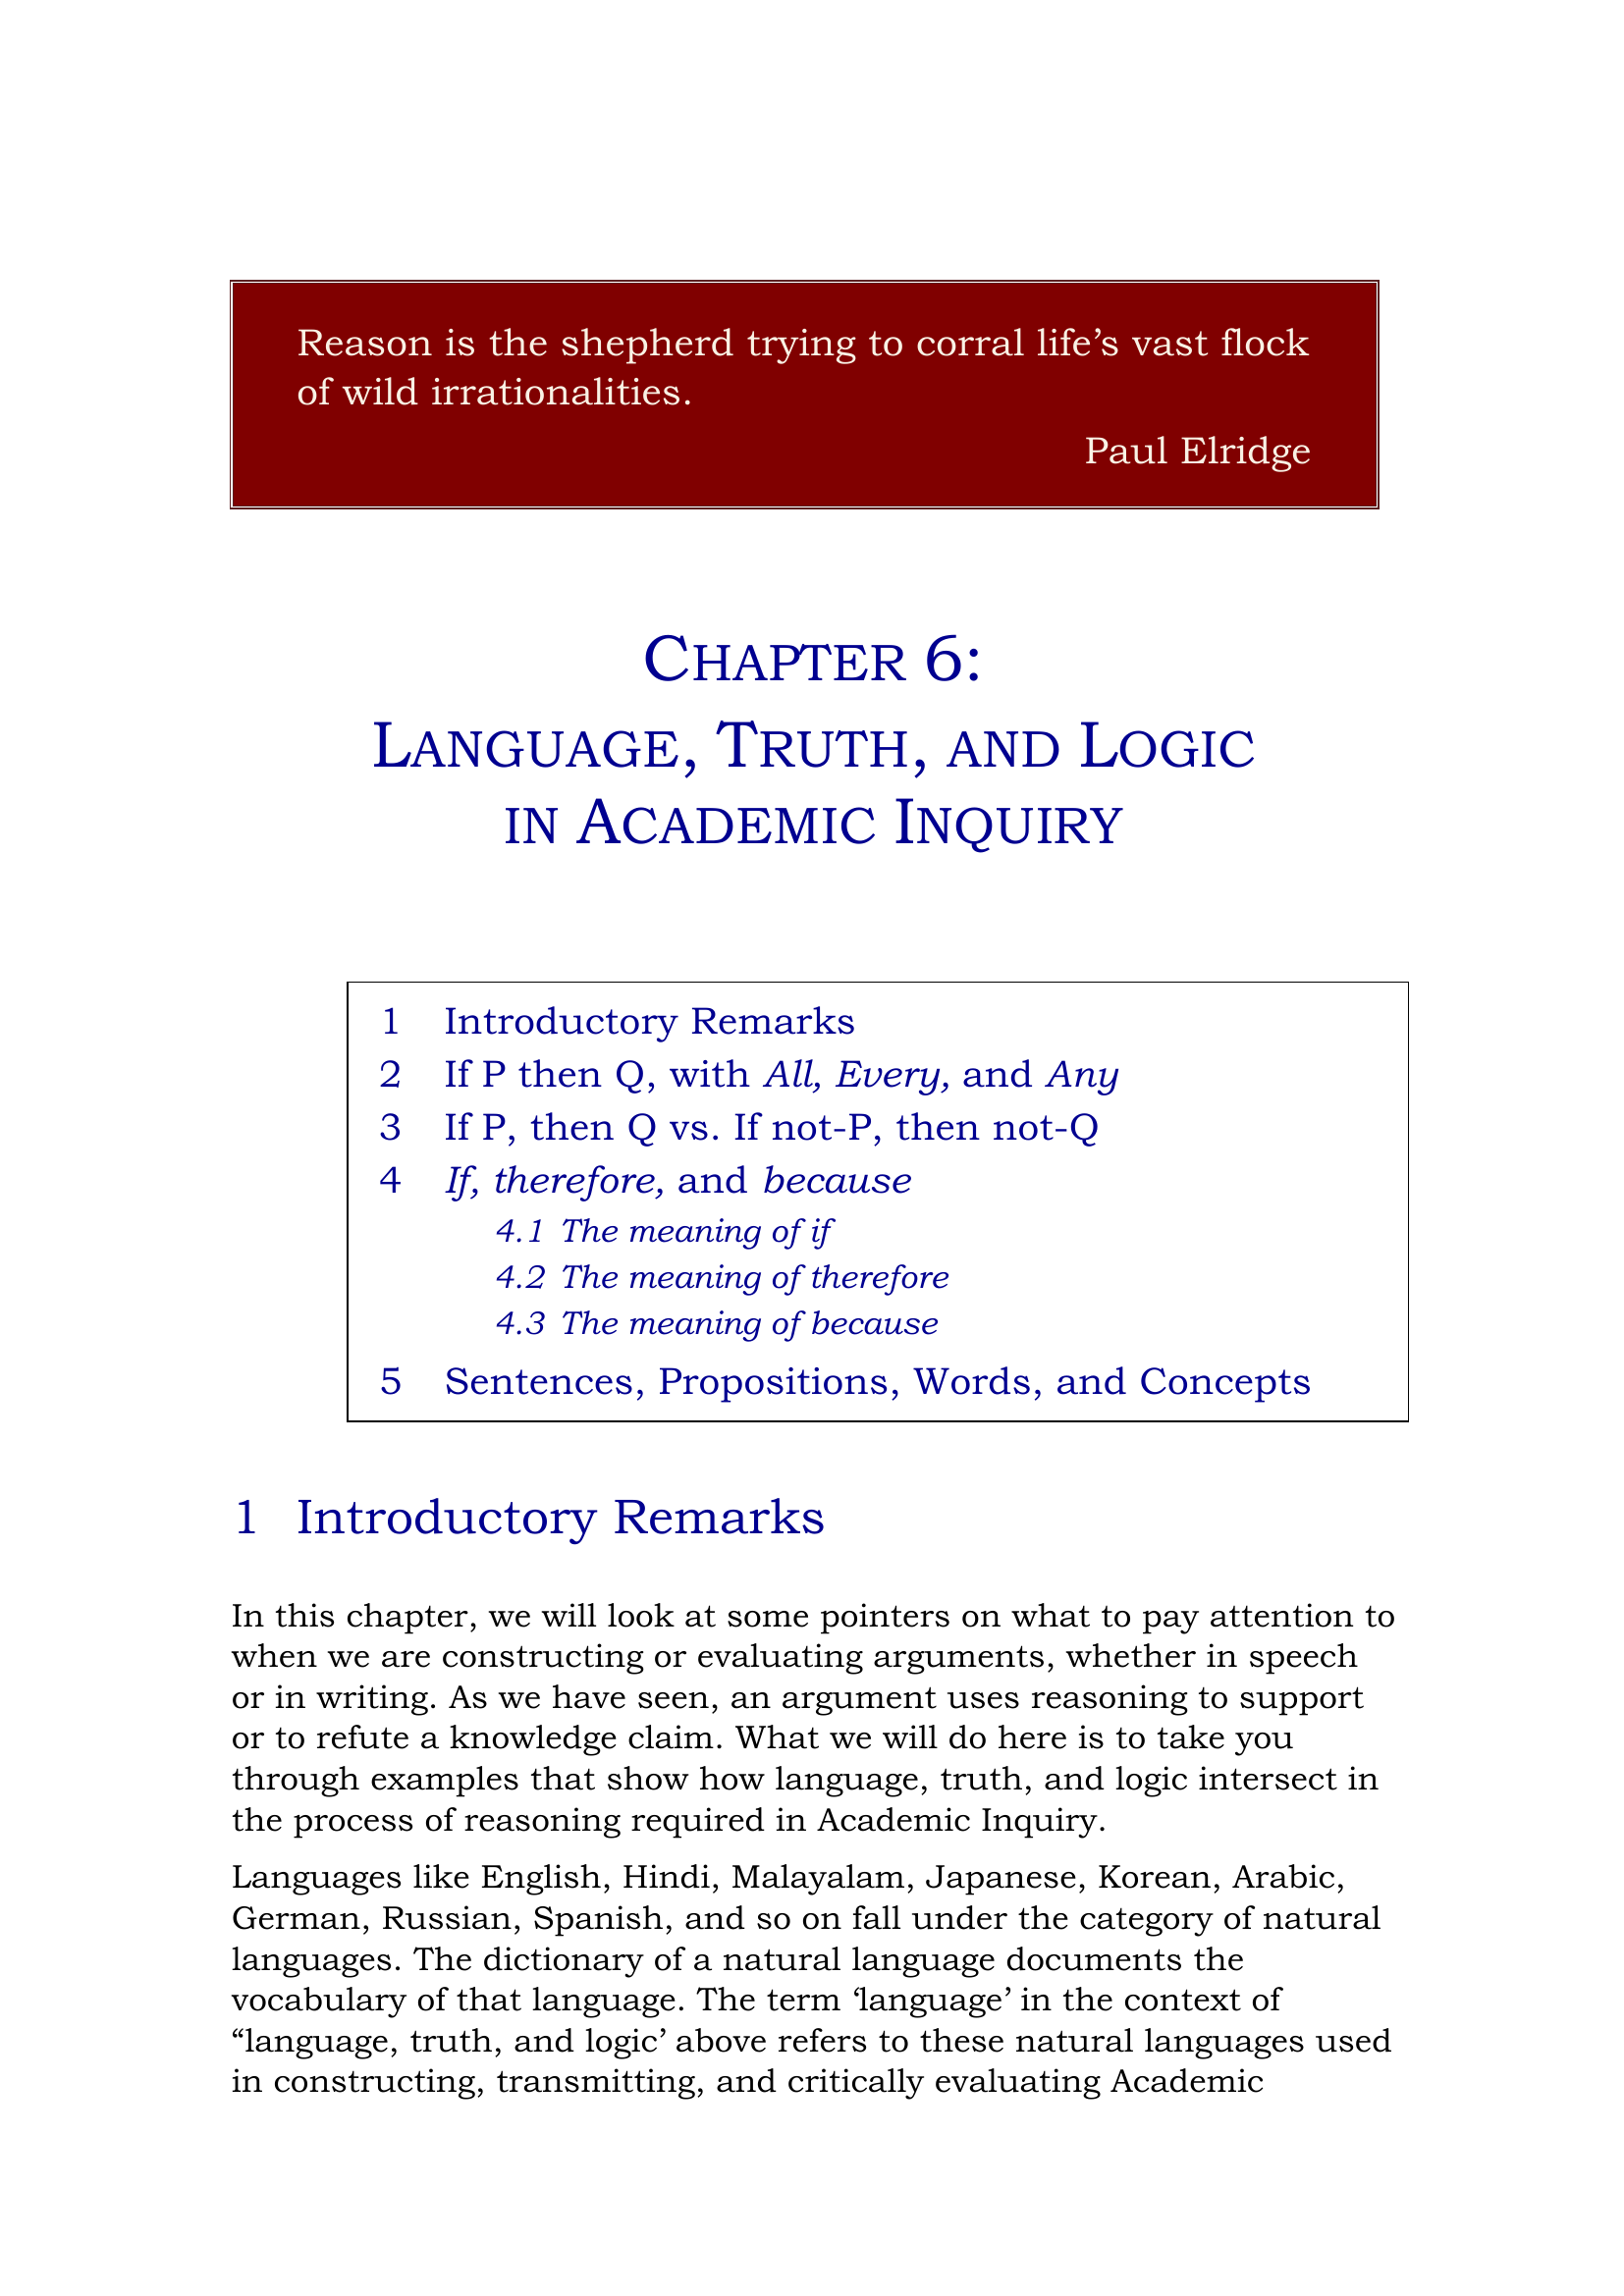 Reason is the shepherd trying to corral life’s vast flock
of wild irrationalities.
Paul Elridge
CHAPTER 6:
LANGUAGE, TRUTH, AND LOGIC
IN ACADEMIC INQUIRY
1 Introductory Remarks
2 If P then Q, with All, Every, and Any
3 If P, then Q vs. If not-P, then not-Q
4 If, therefore, and because
4.1 The meaning of if
4.2 The meaning of therefore
4.3 The meaning of because
5 Sentences, Propositions, Words, and Concepts
1 Introductory Remarks
In this chapter, we will look at some pointers on what to pay attention to
when we are constructing or evaluating arguments, whether in speech
or in writing. As we have seen, an argument uses reasoning to support
or to refute a knowledge claim. What we will do here is to take you
through examples that show how language, truth, and logic intersect in
the process of reasoning required in Academic Inquiry.
Languages like English, Hindi, Malayalam, Japanese, Korean, Arabic,
German, Russian, Spanish, and so on fall under the category of natural
languages. The dictionary of a natural language documents the
vocabulary of that language. The term ‘language’ in the context of
“language, truth, and logic’ above refers to these natural languages used
in constructing, transmitting, and critically evaluating Academic